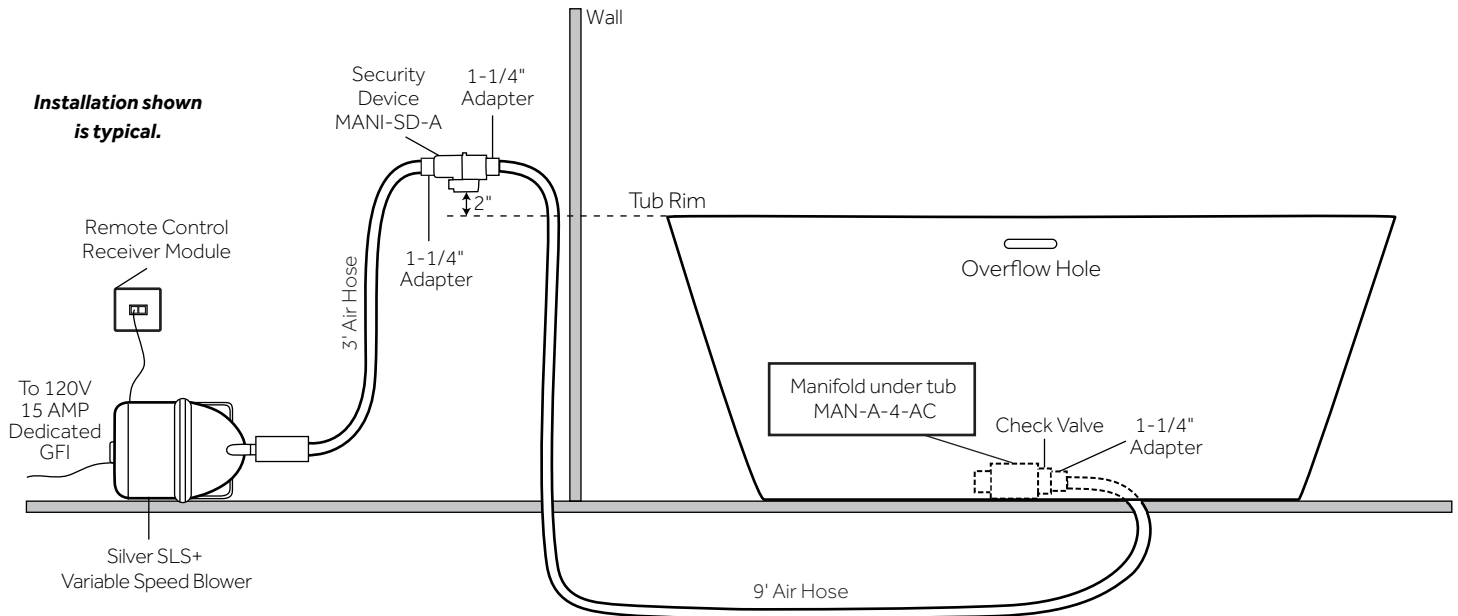 Installation shown
is typical.
Wall
Security
Device
MANI-SD-A
1-1/4"
Adapter
2"
Tub Rim
1-1/4"
Adapter
3' Air Hose
Remote Control
Receiver Module
Overflow Hole
To 120V
15 AMP
Dedicated
GFI
Manifold under tub
MAN-A-4-AC
Check Valve
1-1/4"
Adapter
Silver SLS+
Variable Speed Blower
9' Air Hose